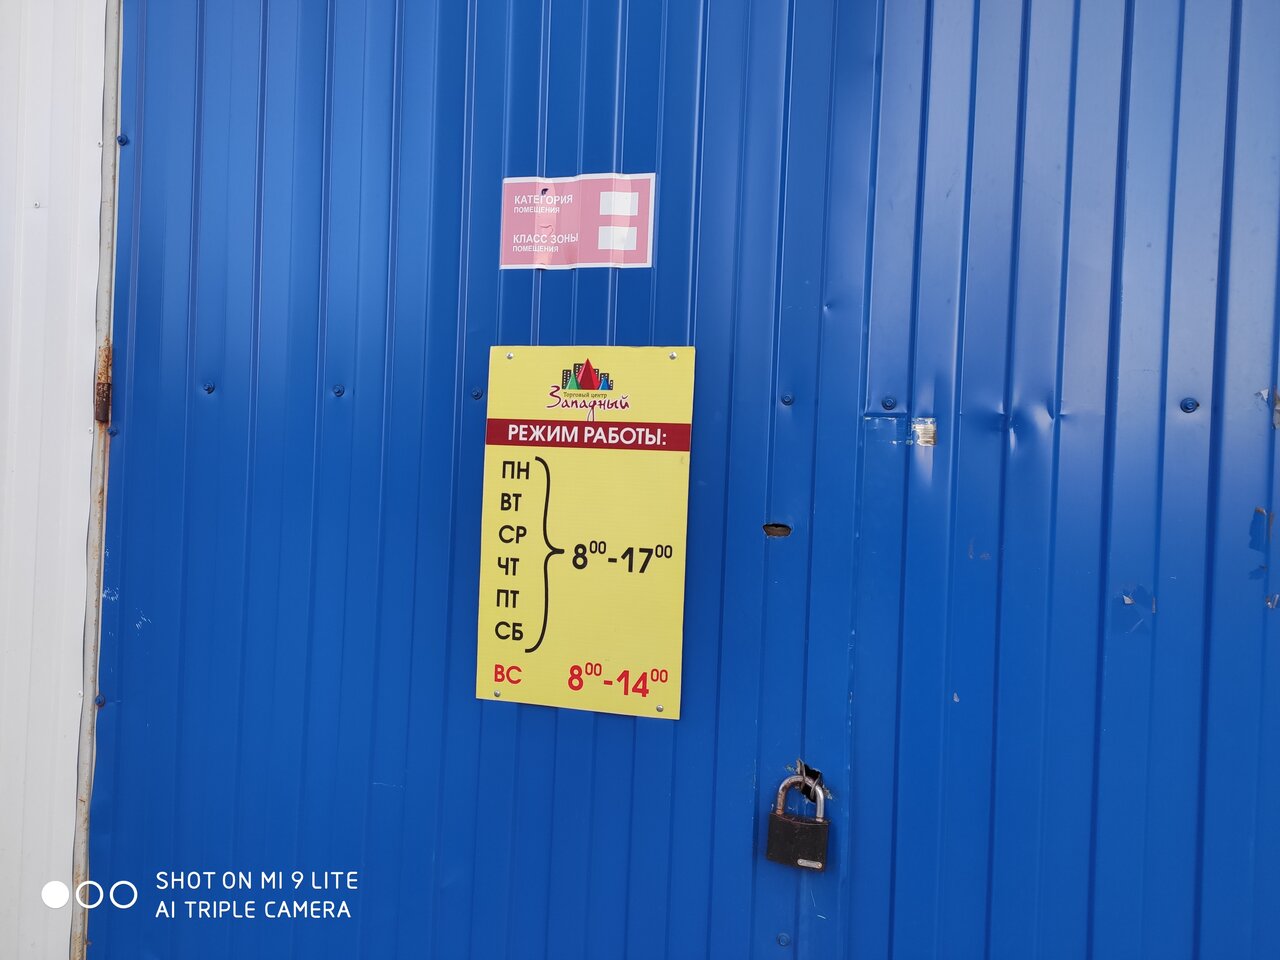 КАТЕГОРИЯ
ПОМЕЩЕНИЯ
КЛАСС ЗОНЫ
ПОМЕЩЕНИЯ
Торговый центр
Западный
РЕЖИМ РАБОТЫ:
ПН
ВТ
СР
ЧТ
ПТ
СБ
8⁰⁰-17⁰⁰
ВС 8⁰⁰-14⁰⁰
SHOT ON MI 9 LITE
AI TRIPLE CAMERA